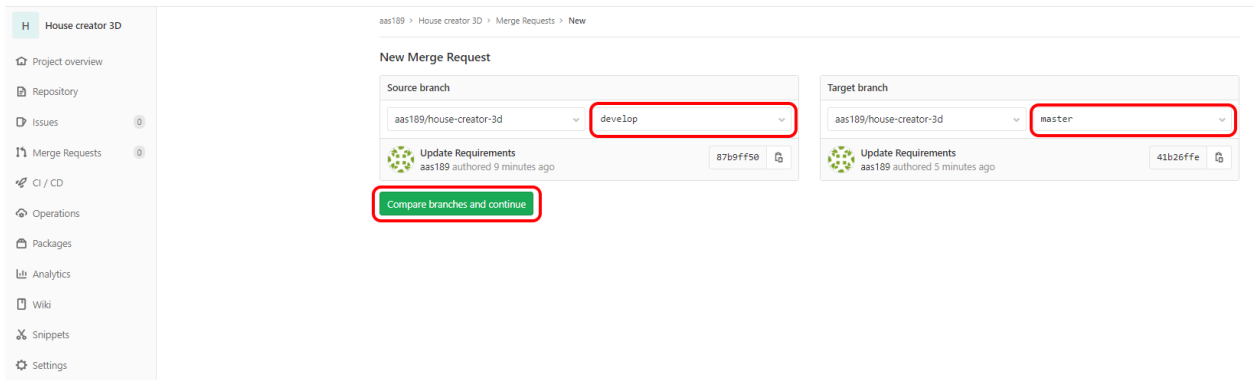 H House creator 3D
Project overview
Repository
Issues 0
Merge Requests 0
CI / CD
Operations
Packages
Analytics
Wiki
Snippets
Settings
aas189 > House creator 3D > Merge Requests > New
New Merge Request
Source branch
aas189/house-creator-3d develop
Update Requirements
aas189 authored 9 minutes ago
87b9ff50
Target branch
aas189/house-creator-3d master
Update Requirements
aas189 authored 5 minutes ago
41b26ffe
Compare branches and continue